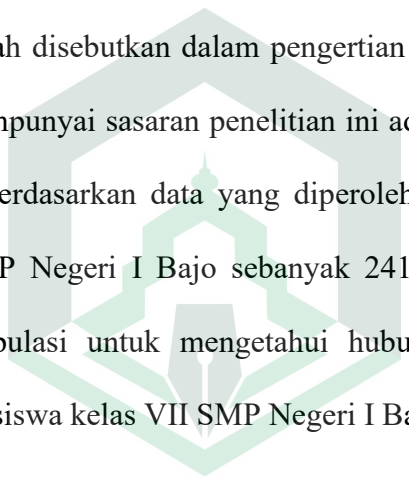 ah disebutkan dalam pengertian
npunyai sasaran penelitian ini ad
erdasarkan data yang diperoleh
P Negeri I Bajo sebanyak 241
pulasi untuk mengetahui hubu
siswa kelas VII SMP Negeri I Ba